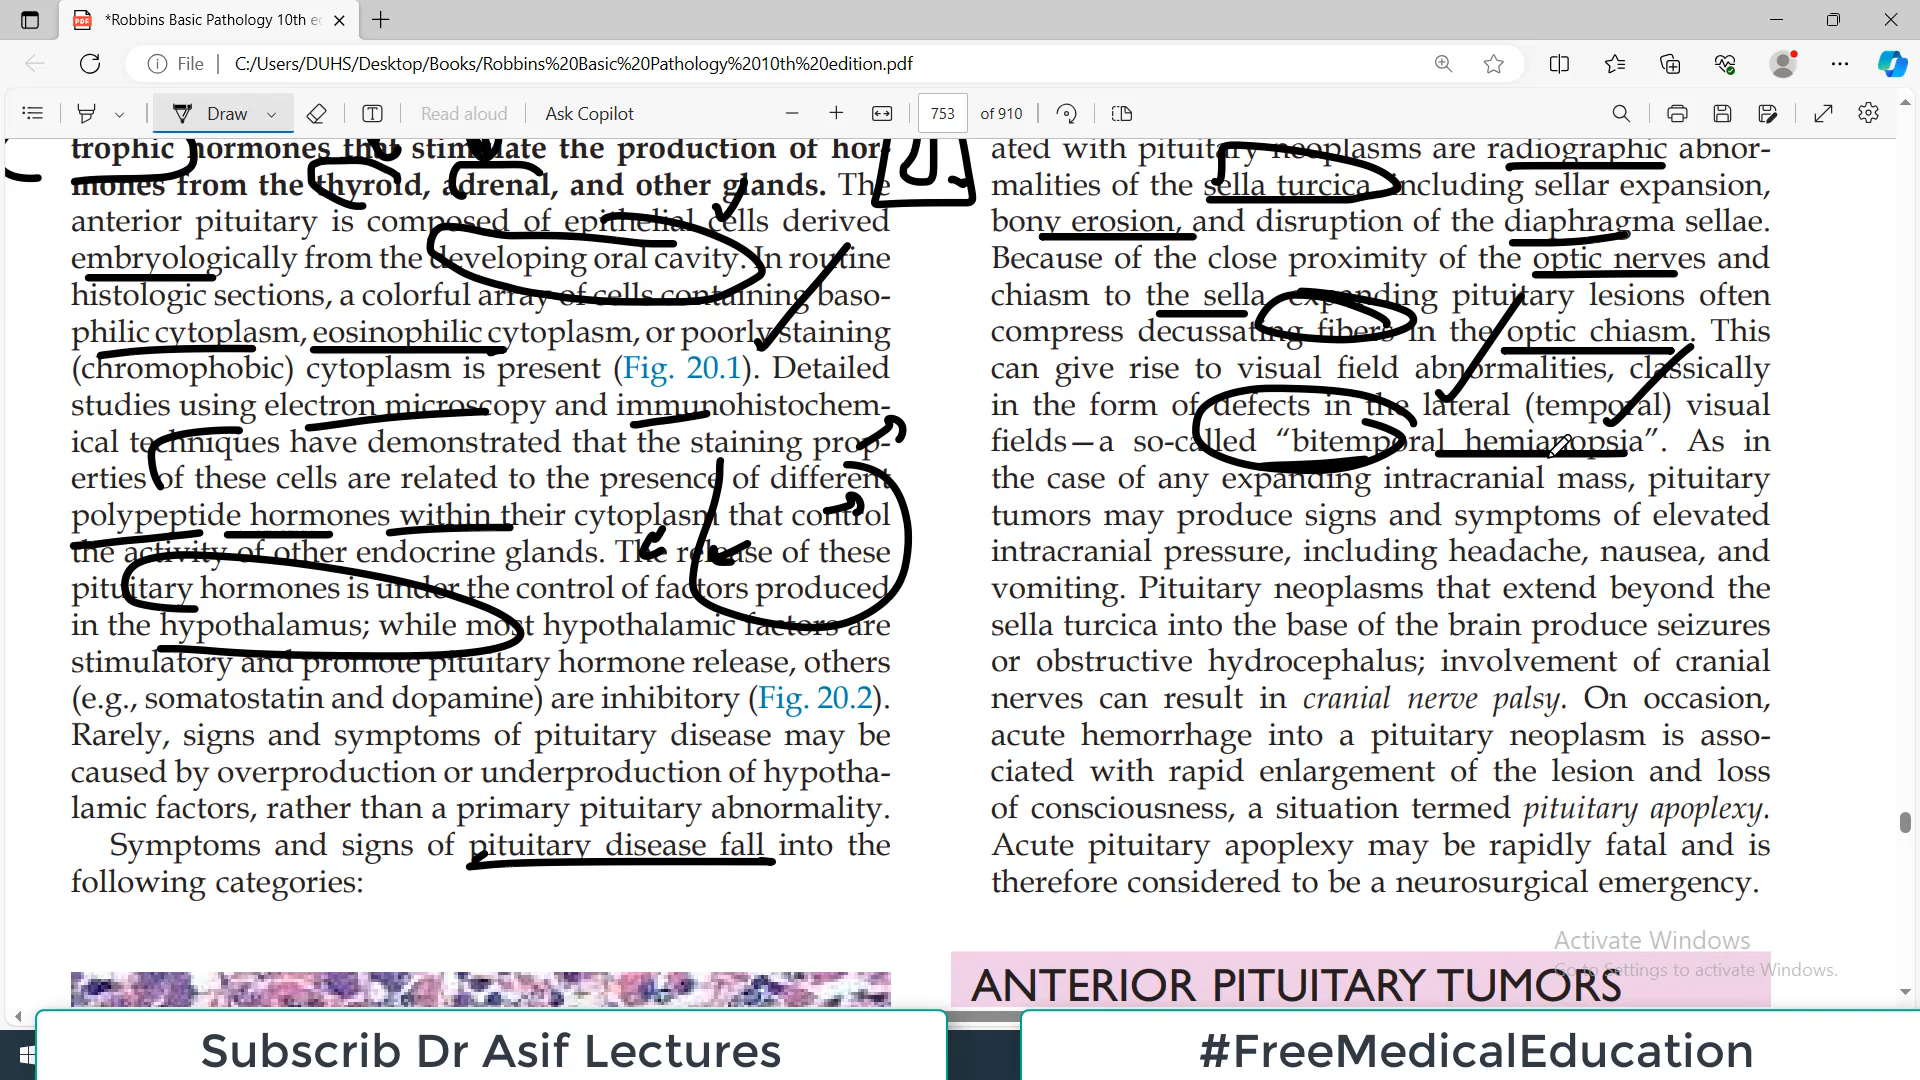 *Robbins Basic Pathology 10th e
File
C:/Users/DUHS/Desktop/Books/Robbins%20Basic%20Pathology%2010th%20edition.pdf
Draw
Read aloud
Ask Copilot
753 of 910
trophic hormones that stimulate the production of hor-
mones from the thyroid, adrenal, and other glands. The
anterior pituitary is composed of epithelial cells derived
embryologically from the developing oral cavity. In routine
histologic sections, a colorful array of cells containing baso-
philic cytoplasm, eosinophilic cytoplasm, or poorly staining
(chromophobic) cytoplasm is present (Fig. 20.1). Detailed
studies using electron microscopy and immunohistochem-
ical techniques have demonstrated that the staining prop-
erties of these cells are related to the presence of different
polypeptide hormones within their cytoplasm that control
the activity of other endocrine glands. The release of these
pituitary hormones is under the control of factors produced
in the hypothalamus; while most hypothalamic factors are
stimulatory and promote pituitary hormone release, others
(e.g., somatostatin and dopamine) are inhibitory (Fig. 20.2).
Rarely, signs and symptoms of pituitary disease may be
caused by overproduction or underproduction of hypotha-
lamic factors, rather than a primary pituitary abnormality.
Symptoms and signs of pituitary disease fall into the
following categories:
ated with pituitary neoplasms are radiographic abnor-
malities of the sella turcica including sellar expansion,
bony erosion, and disruption of the diaphragma sellae.
Because of the close proximity of the optic nerves and
chiasm to the sella, expanding pituitary lesions often
compress decussating fibers in the optic chiasm. This
can give rise to visual field abnormalities, classically
in the form of defects in the lateral (temporal) visual
fields—a so-called “bitemporal hemianopsia”. As in
the case of any expanding intracranial mass, pituitary
tumors may produce signs and symptoms of elevated
intracranial pressure, including headache, nausea, and
vomiting. Pituitary neoplasms that extend beyond the
sella turcica into the base of the brain produce seizures
or obstructive hydrocephalus; involvement of cranial
nerves can result in cranial nerve palsy. On occasion,
acute hemorrhage into a pituitary neoplasm is asso-
ciated with rapid enlargement of the lesion and loss
of consciousness, a situation termed pituitary apoplexy.
Acute pituitary apoplexy may be rapidly fatal and is
therefore considered to be a neurosurgical emergency.
ANTERIOR PITUITARY TUMORS
Activate Windows
Go to Settings to activate Windows.
Subscrib Dr Asif Lectures
#FreeMedicalEducation